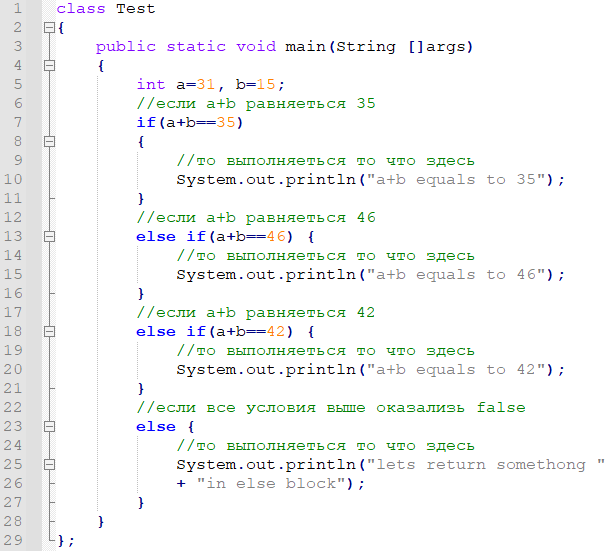 1 class Test
2 {
3 public static void main(String []args)
4 {
5 int a=31, b=15;
6 //если a+b равняеться 35
7 if(a+b==35)
8 {
9 //то выполняеться то что здесь
10 System.out.println("a+b equals to 35");
11 }
12 //если a+b равняеться 46
13 else if(a+b==46) {
14 //то выполняеться то что здесь
15 System.out.println("a+b equals to 46");
16 }
17 //если a+b равняеться 42
18 else if(a+b==42) {
19 //то выполняеться то что здесь
20 System.out.println("a+b equals to 42");
21 }
22 //если все условия выше оказализь false
23 else {
24 //то выполняеться то что здесь
25 System.out.println("lets return somethong "
26 + "in else block");
27 }
28 }
29 };